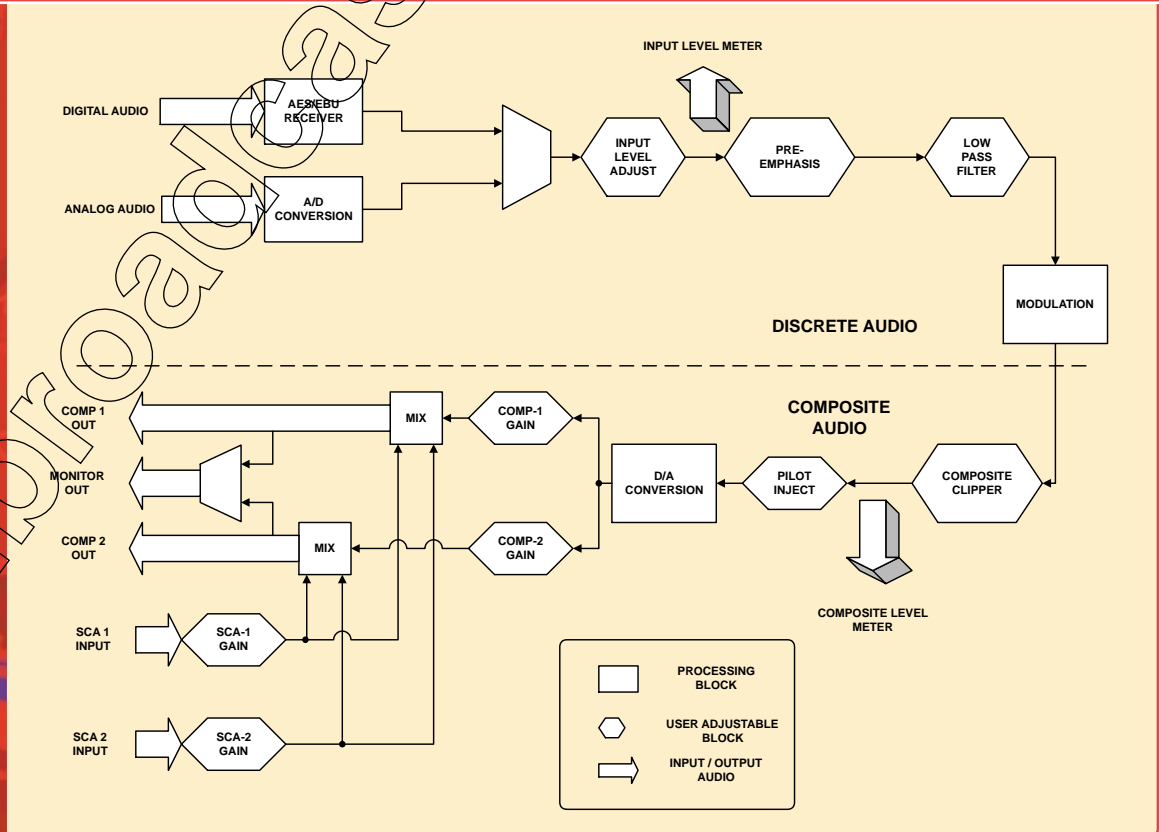 INPUT LEVEL METER
DIGITAL AUDIO
AES/EBU
RECEIVER
ANALOG AUDIO
A/D
CONVERSION
INPUT
LEVEL
ADJUST
PRE-
EMPHASIS
LOW
PASS
FILTER
MODULATION
DISCRETE AUDIO
COMPOSITE
AUDIO
COMP 1
OUT
MIX
COMP-1
GAIN
MONITOR
OUT
D/A
CONVERSION
PILOT
INJECT
COMPOSITE
CLIPPER
COMP 2
OUT
MIX
COMP-2
GAIN
COMPOSITE LEVEL
METER
SCA 1
INPUT
SCA-1
GAIN
SCA 2
INPUT
SCA-2
GAIN
PROCESSING
BLOCK
USER ADJUSTABLE
BLOCK
INPUT / OUTPUT
AUDIO
broadcas